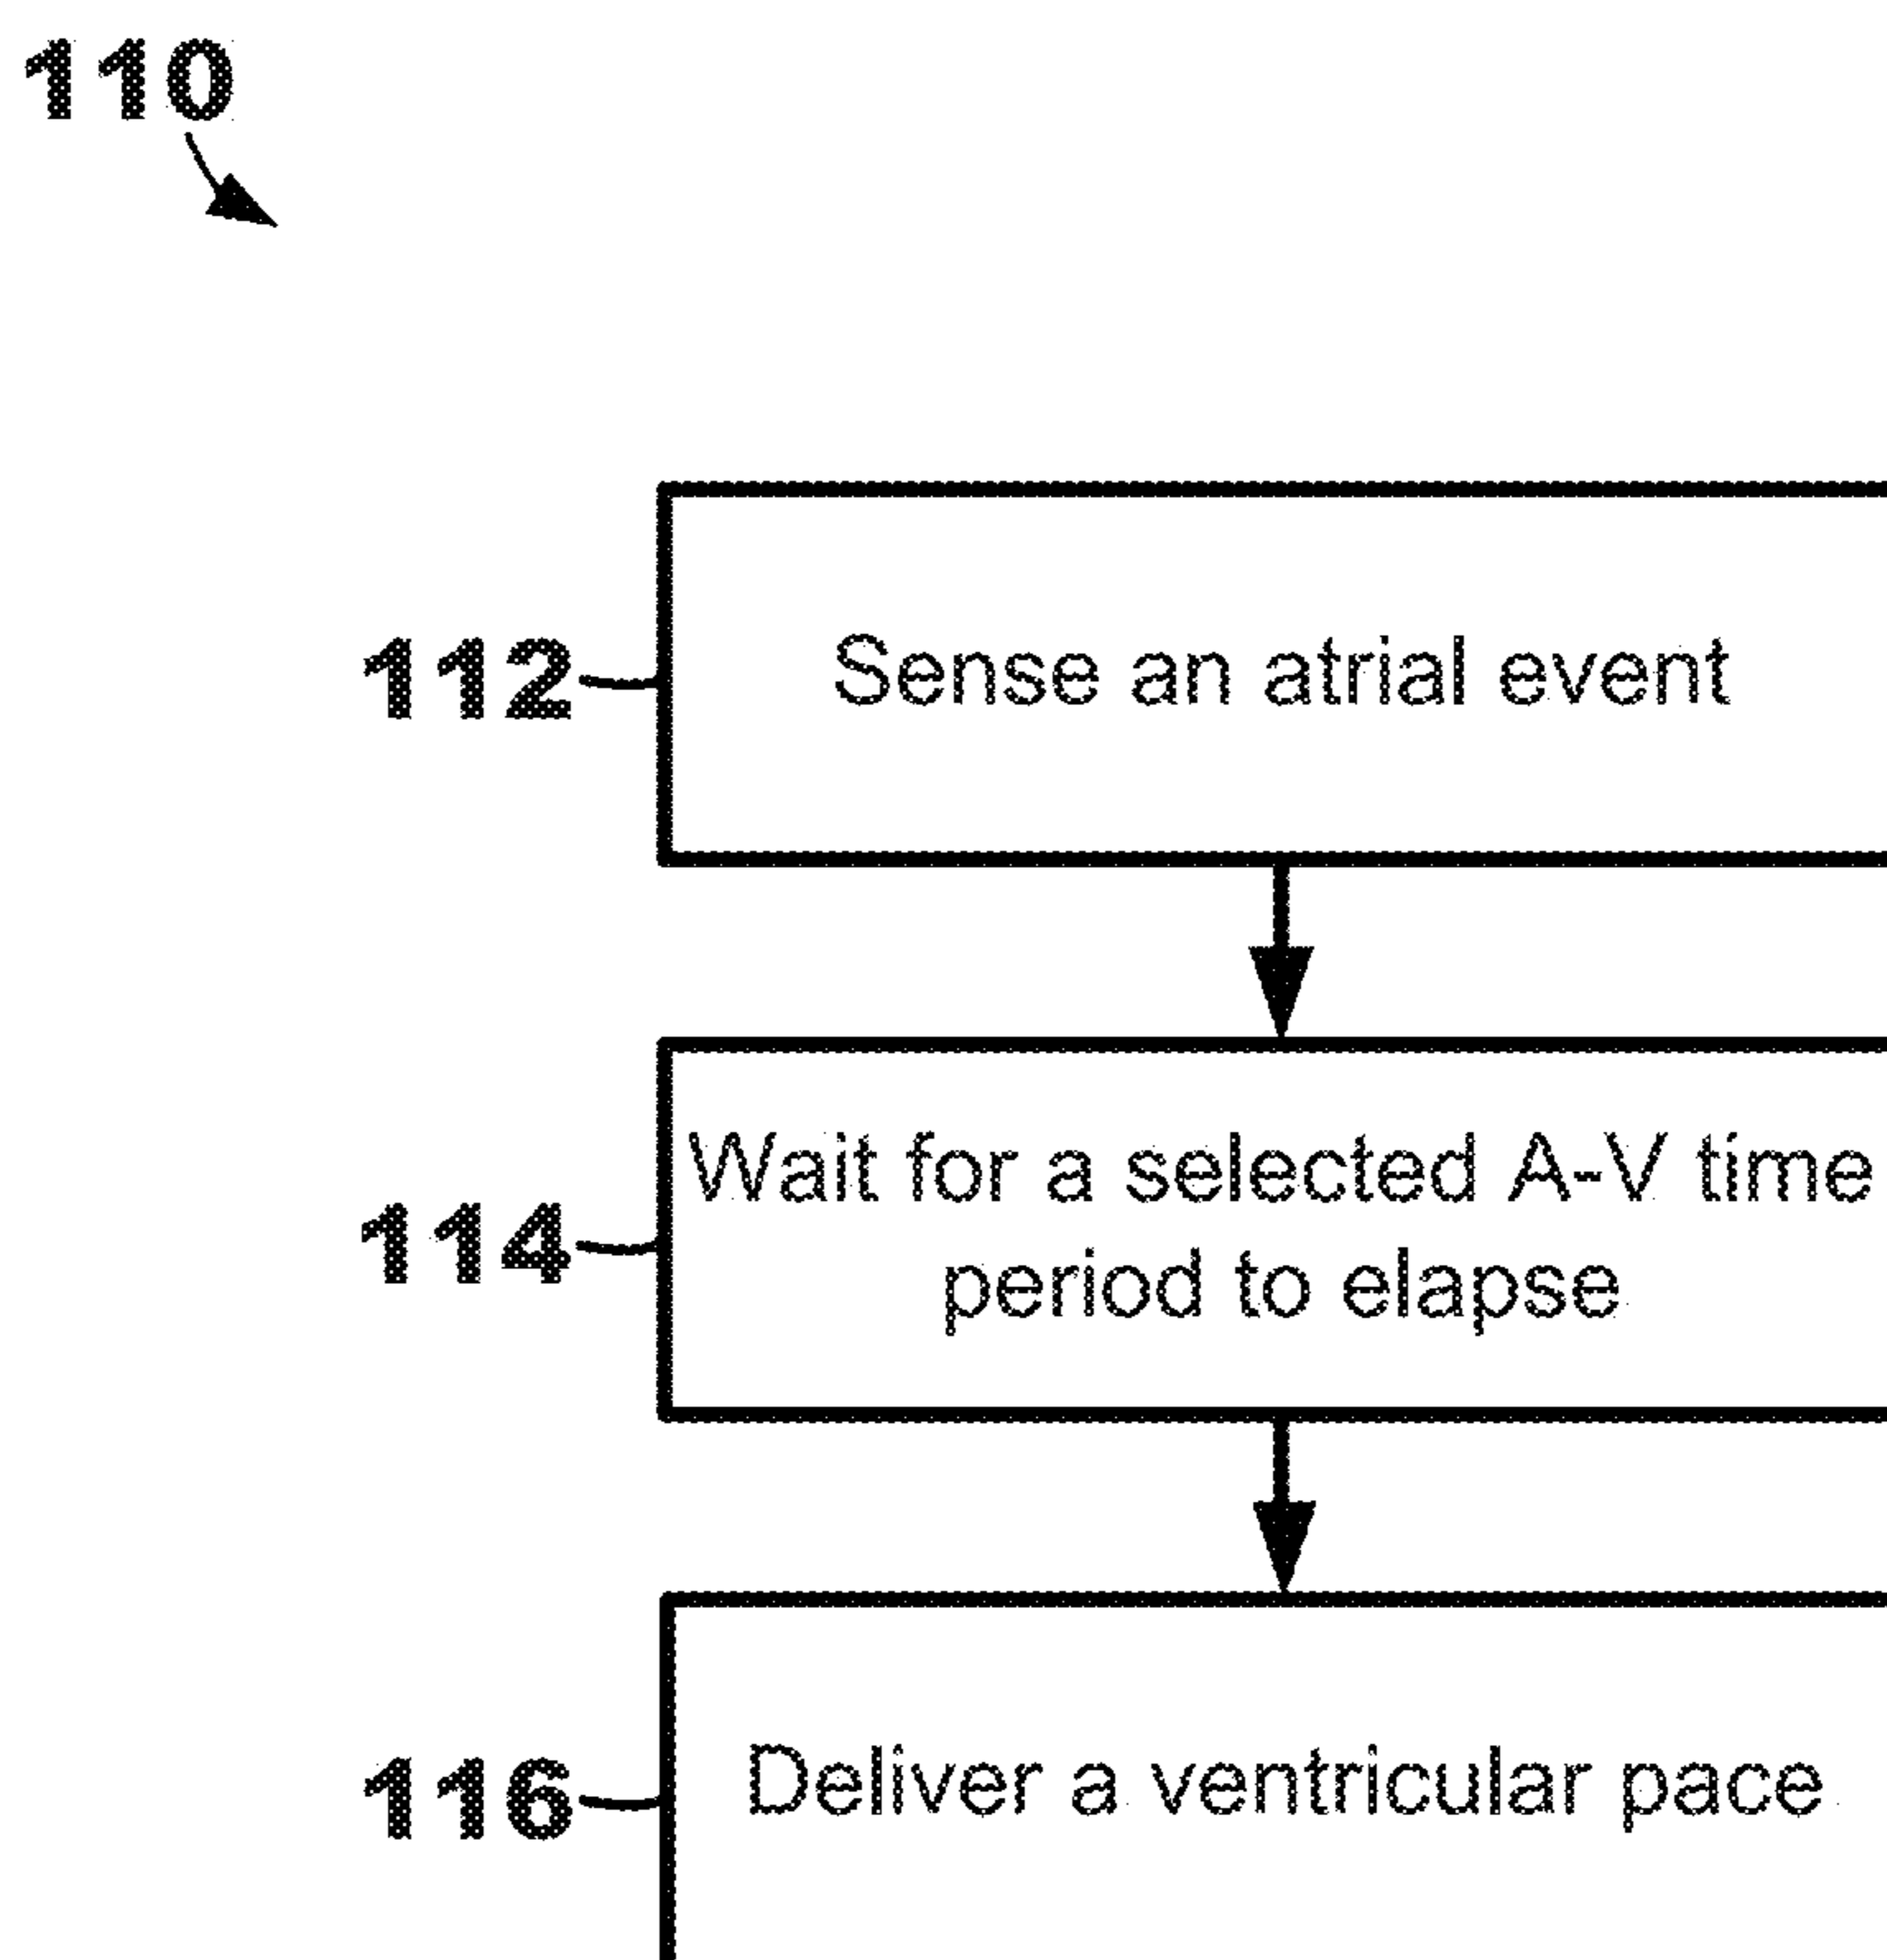 110
112 Sense an atrial event
Wait for a selected A-V time
114
period to elapse
116 Deliver a ventricular pace